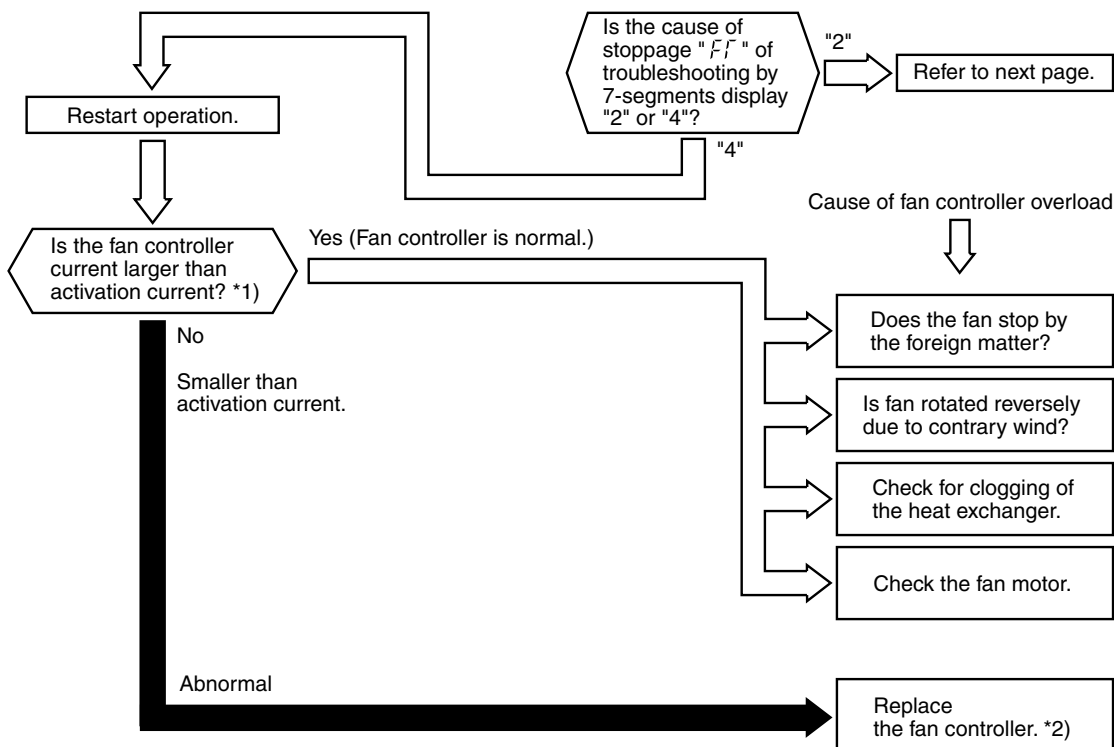 Is the cause of
stoppage " FT " of
troubleshooting by
7-segments display
"2" or "4"?
"2"
Refer to next page.
"4"
Restart operation.
Cause of fan controller overload
Is the fan controller
current larger than
activation current? *1)
Yes (Fan controller is normal.)
No
Smaller than
activation current.
Does the fan stop by
the foreign matter?
Is fan rotated reversely
due to contrary wind?
Check for clogging of
the heat exchanger.
Check the fan motor.
Abnormal
Replace
the fan controller. *2)